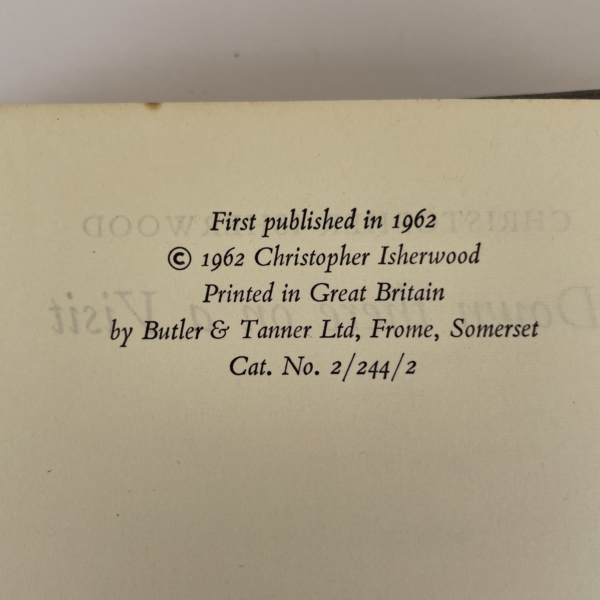 First published in 1962
© 1962 Christopher Isherwood
Printed in Great Britain
by Butler & Tanner Ltd, Frome, Somerset
Cat. No. 2/244/2